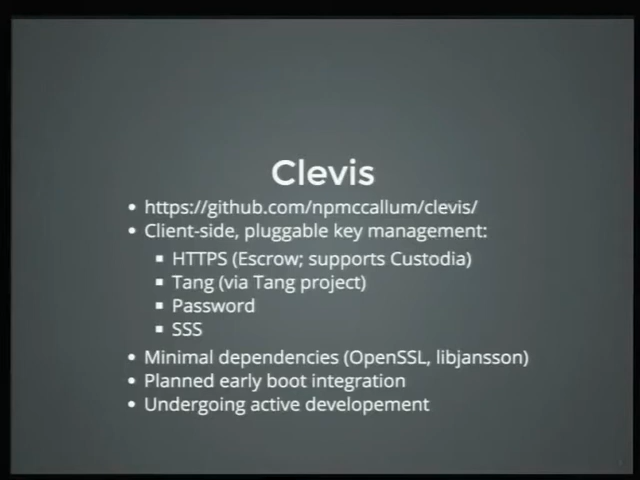 Clevis
• https://github.com/npmccallum/clevis/
• Client-side, pluggable key management:
▪ HTTPS (Escrow; supports Custodia)
▪ Tang (via Tang project)
▪ Password
▪ SSS
• Minimal dependencies (OpenSSL, libjansson)
• Planned early boot integration
• Undergoing active developement